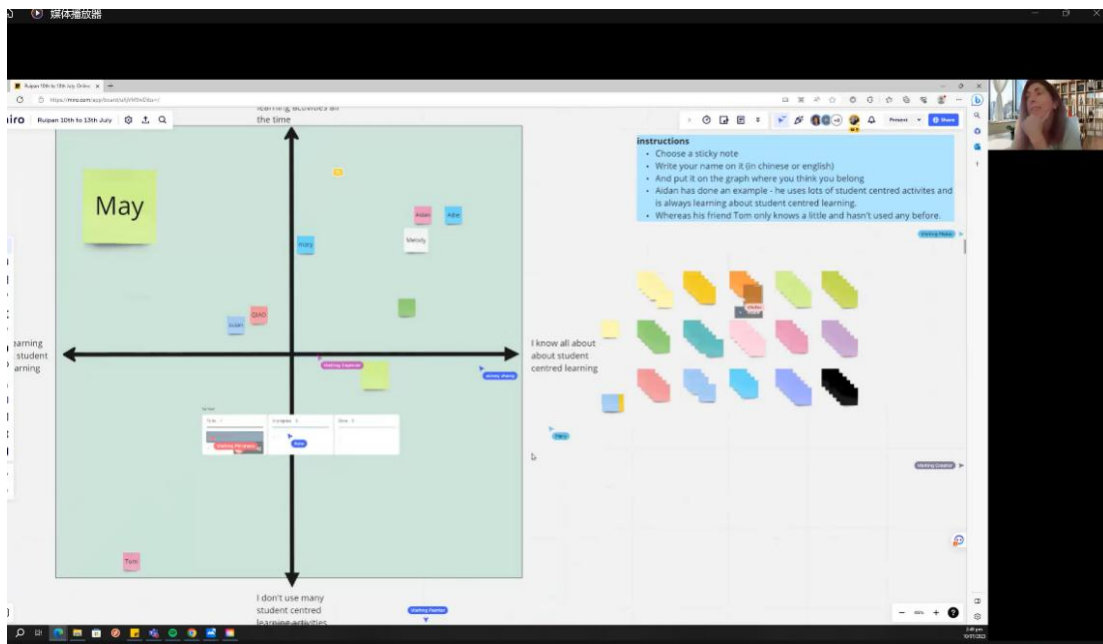 媒体播放器
Ruipan 10th to 13th July
Present
Share
learning activities all
the time
May
Aidan
mary
Melody
QIAO
susan
earning
student
arning
I know all about
about student
centred learning
Tom
I don't use many
student centred
learning activities
instructions
• Choose a sticky note
• Write your name on it (in chinese or english)
• And put it on the graph where you think you belong
• Aidan has done an example - he uses lots of student centred activites and
is always learning about student centred learning.
• Whereas his friend Tom only knows a little and hasn't used any before.
Visiting Creator
Visiting Painter